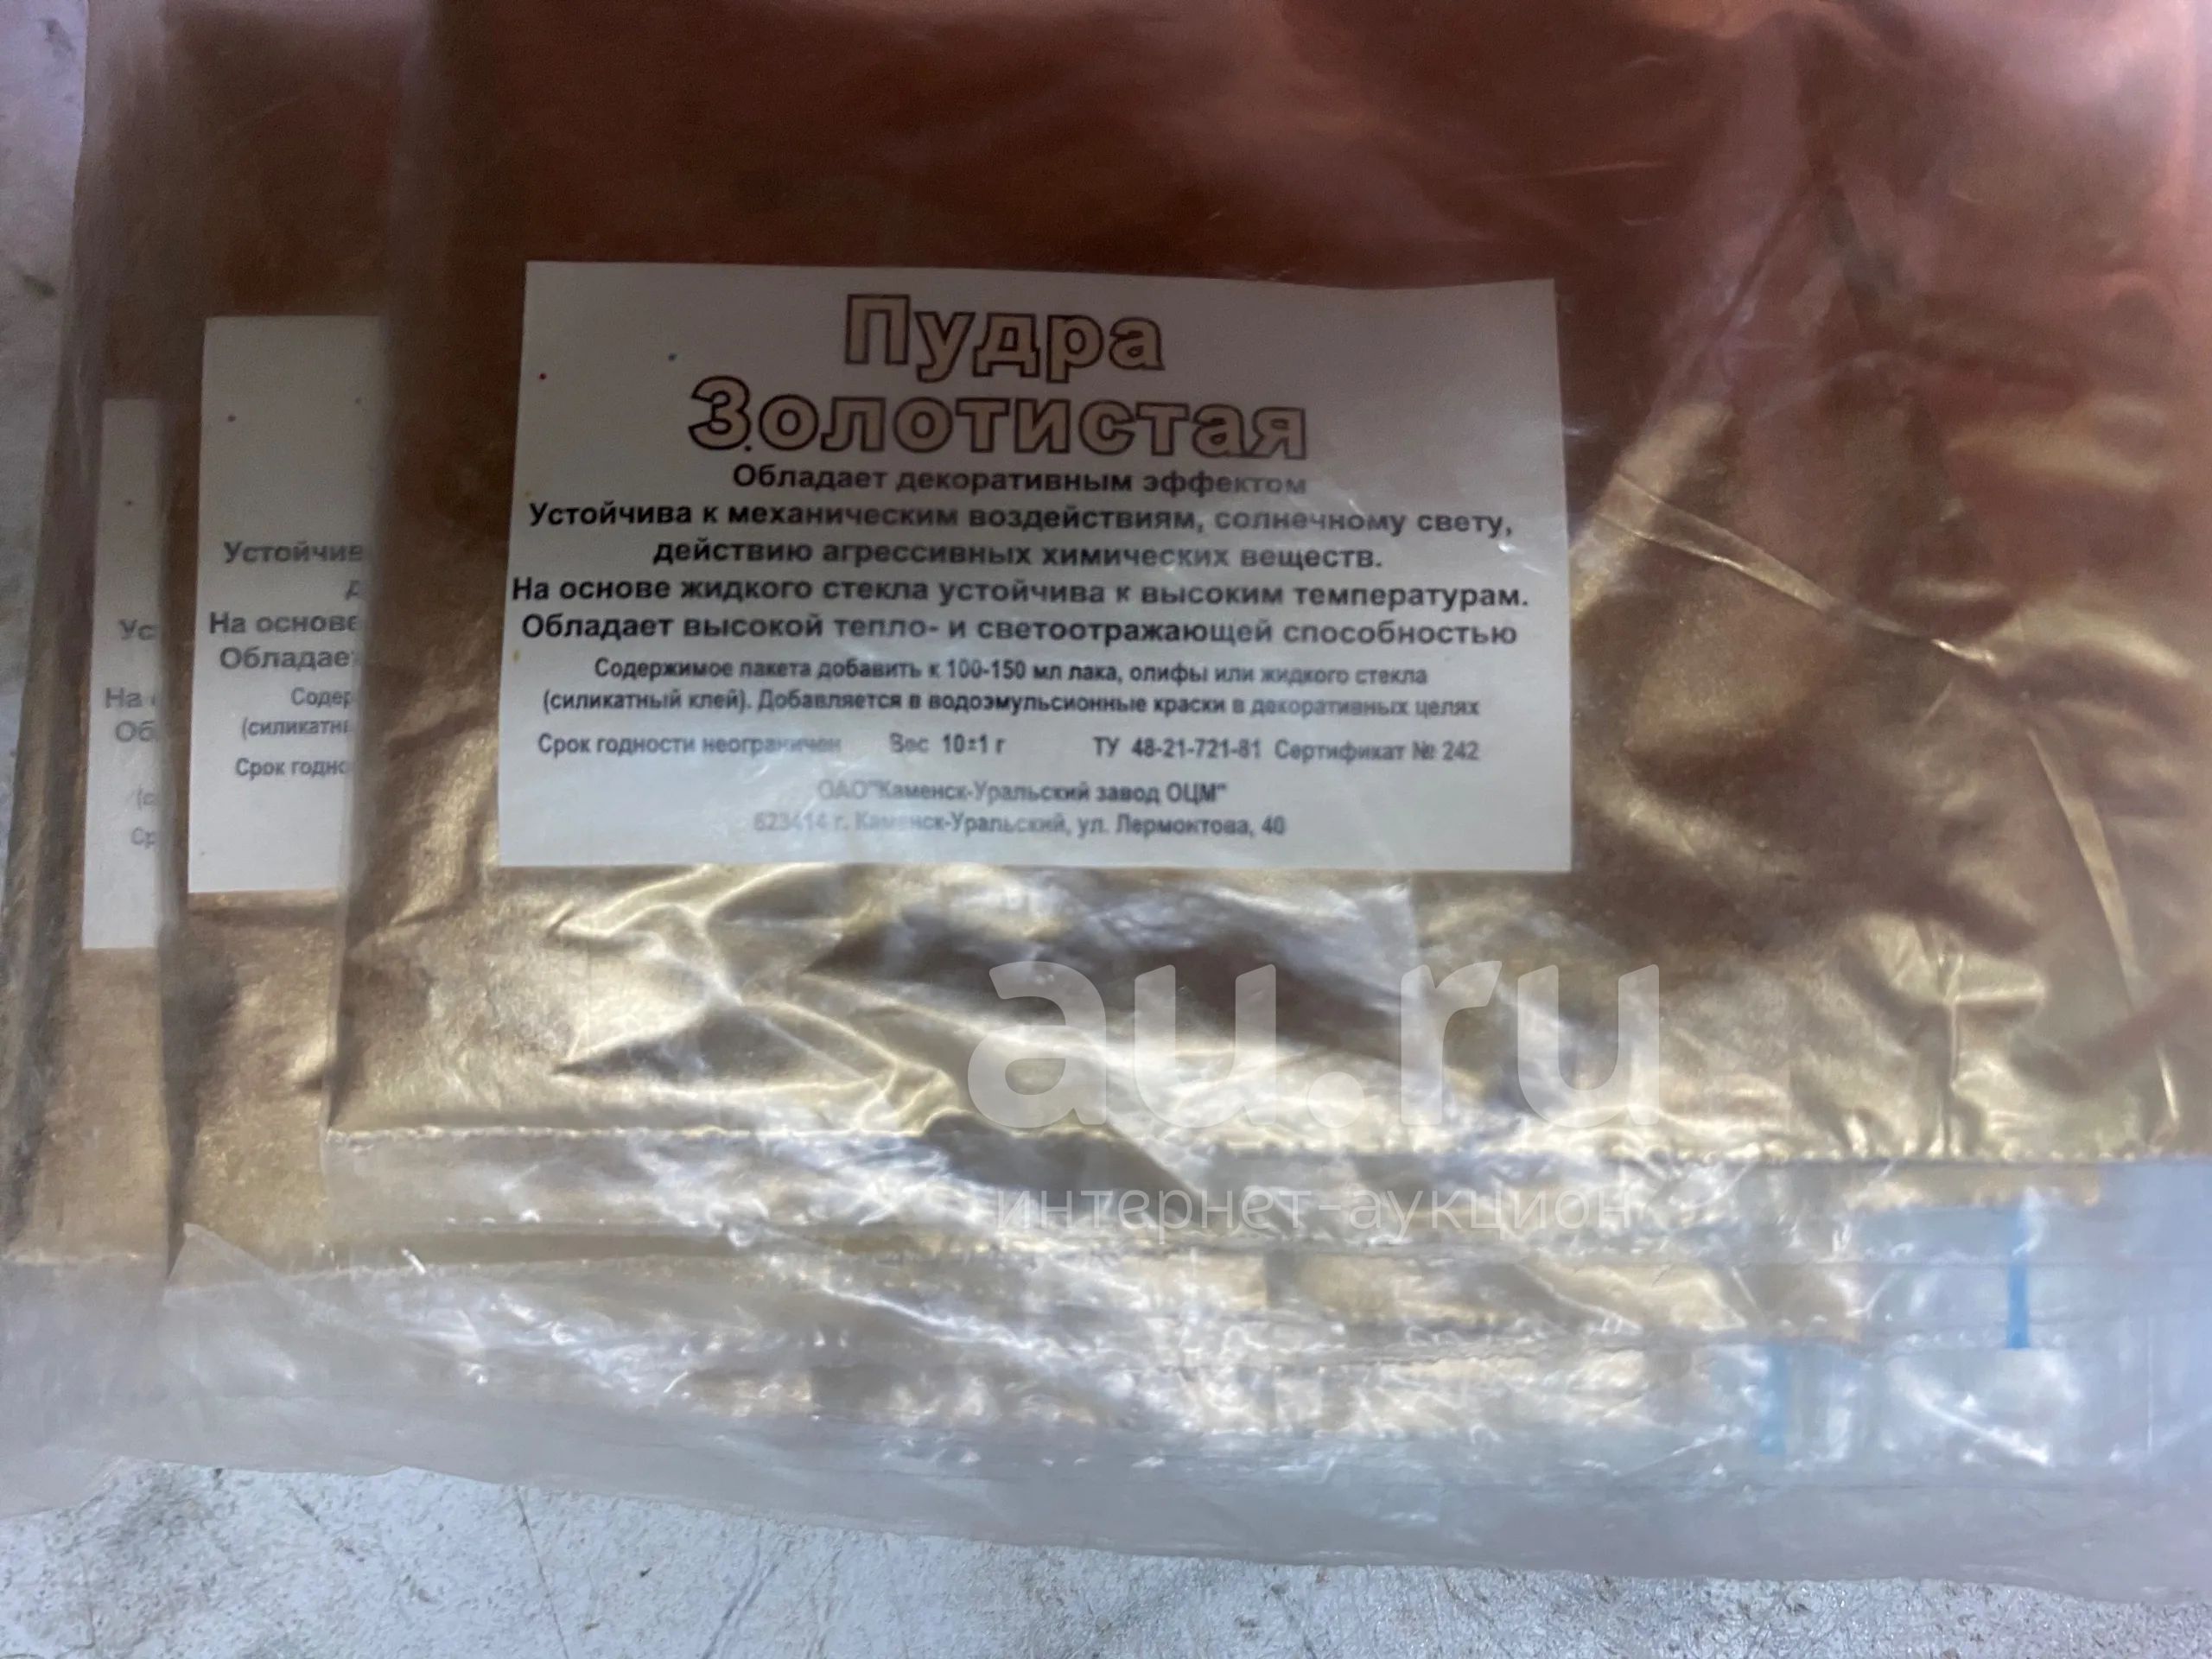 Пудра
Золотистая
Обладает декоративным эффектом
Устойчива к механическим воздействиям, солнечному свету,
действию агрессивных химических веществ.
На основе жидкого стекла устойчива к высоким температурам.
Обладает высокой тепло- и светоотражающей способностью
Содержимое пакета добавить к 100-150 мл лака, олифы или жидкого стекла
(силикатный клей). Добавляется в водоэмульсионные краски в декоративных целях
Срок годности неограничен Вес 10±1 г ТУ 48-21-721-81 Сертификат № 242
ОАО"Каменск-Уральский завод ОЦМ"
623414 г. Каменск-Уральский, ул. Лермонтова, 40
Устойчив
д
На основе
Обладает
Содер
(силикатн
Срок годно
Ус
На
Об
(с
Ср
au.ru
интернет-аукцион